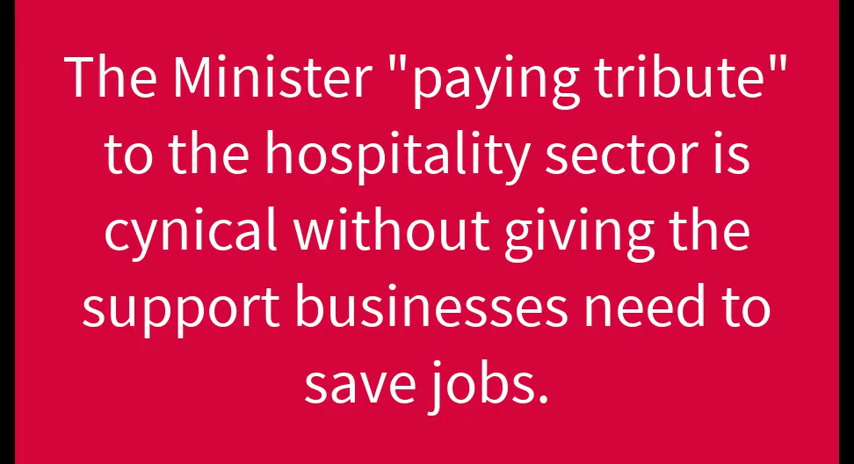 The Minister "paying tribute"
to the hospitality sector is
cynical without giving the
support businesses need to
save jobs.